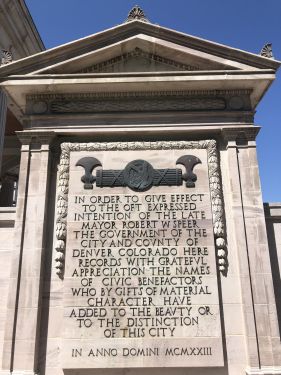 IN ORDER TO GIVE EFFECT
TO THE OFT EXPRESSED
INTENTION OF THE LATE
MAYOR ROBERT W SPEER
THE GOVERNMENT OF THE
CITY AND COVNTY OF
DENVER COLORADO HERE
RECORDS WITH GRATEFVL
APPRECIATION THE NAMES
OF CIVIC BENEFACTORS
WHO BY GIFTS OF MATERIAL
CHARACTER HAVE
ADDED TO THE BEAUTY OR
TO THE DISTINCTION
OF THIS CITY
IN ANNO DOMINI MCMXXIII